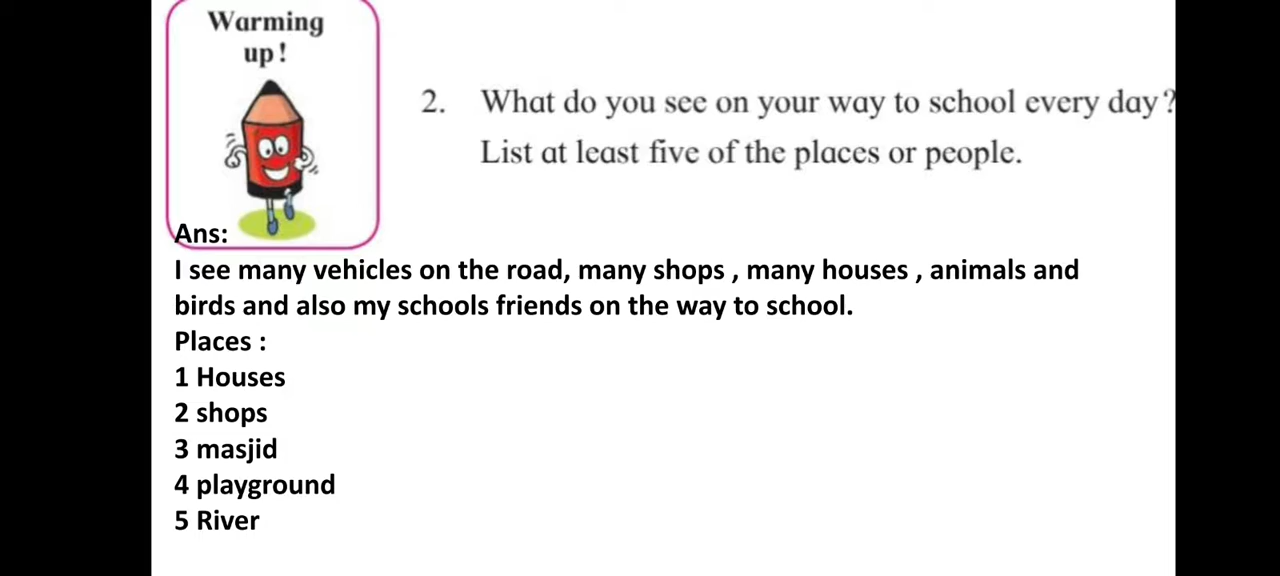 Warming
up!
2. What do you see on your way to school every day?
List at least five of the places or people.
Ans:
I see many vehicles on the road, many shops , many houses , animals and
birds and also my schools friends on the way to school.
Places :
1 Houses
2 shops
3 masjid
4 playground
5 River